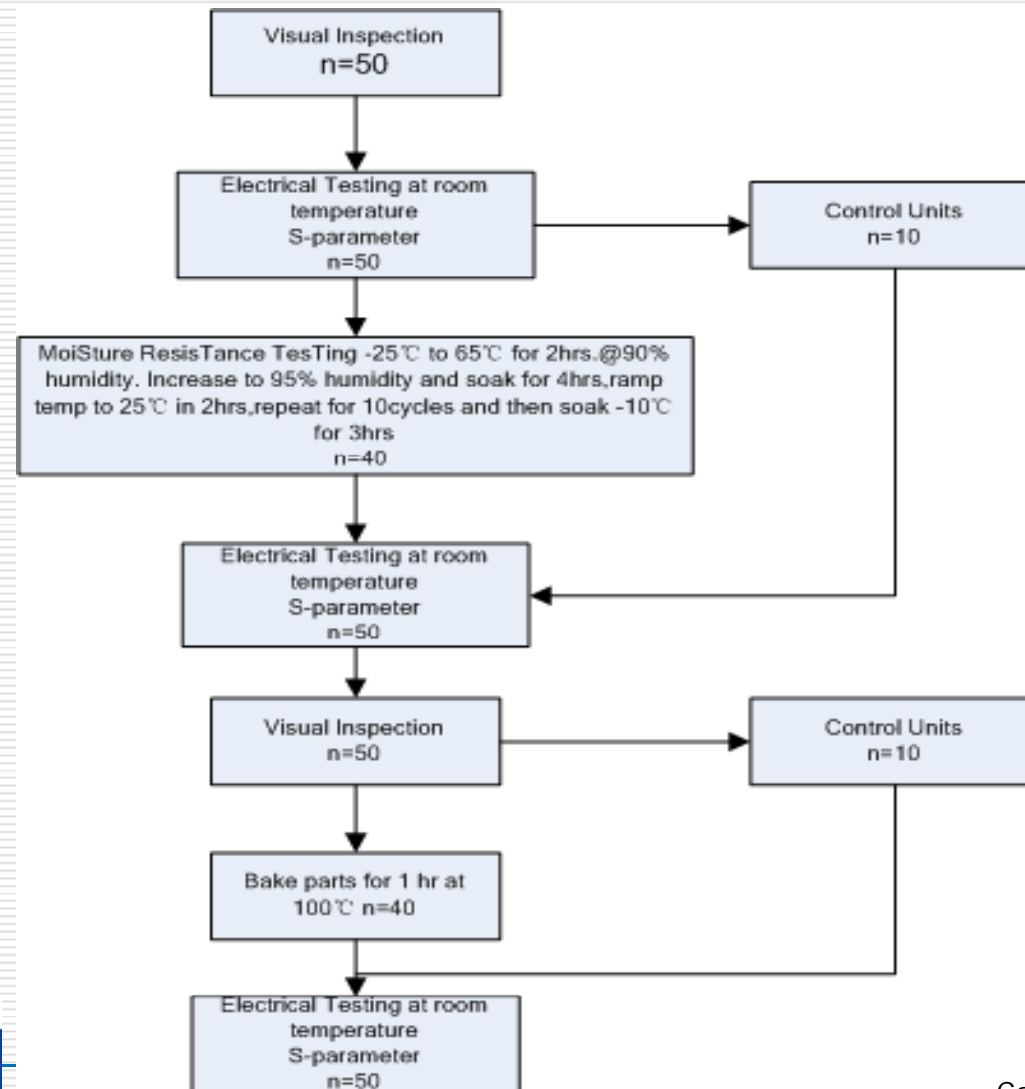 Visual Inspection
n=50
Electrical Testing at room
temperature
S-parameter
n=50
Control Units
n=10
MoiSture ResisTance TesTing -25℃ to 65℃ for 2hrs.@90%
humidity. Increase to 95% humidity and soak for 4hrs,ramp
temp to 25℃ in 2hrs,repeat for 10cycles and then soak -10℃
for 3hrs
n=40
Electrical Testing at room
temperature
S-parameter
n=50
Visual Inspection
n=50
Control Units
n=10
Bake parts for 1 hr at
100℃ n=40
Electrical Testing at room
temperature
S-parameter
n=50